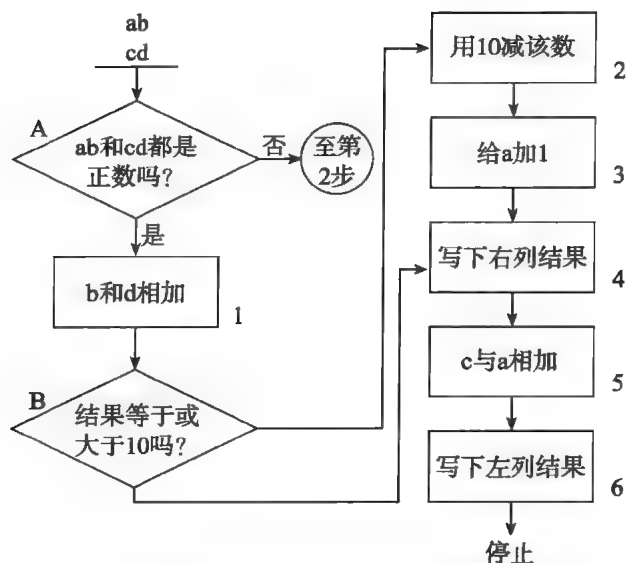 ab
cd
A
ab和cd都是
正数吗?
否
至第
2步
是
b和d相加
1
B
结果等于或
大于10吗?
用10减该数
2
给a加1
3
写下右列结果
4
c与a相加
5
写下左列结果
6
停止